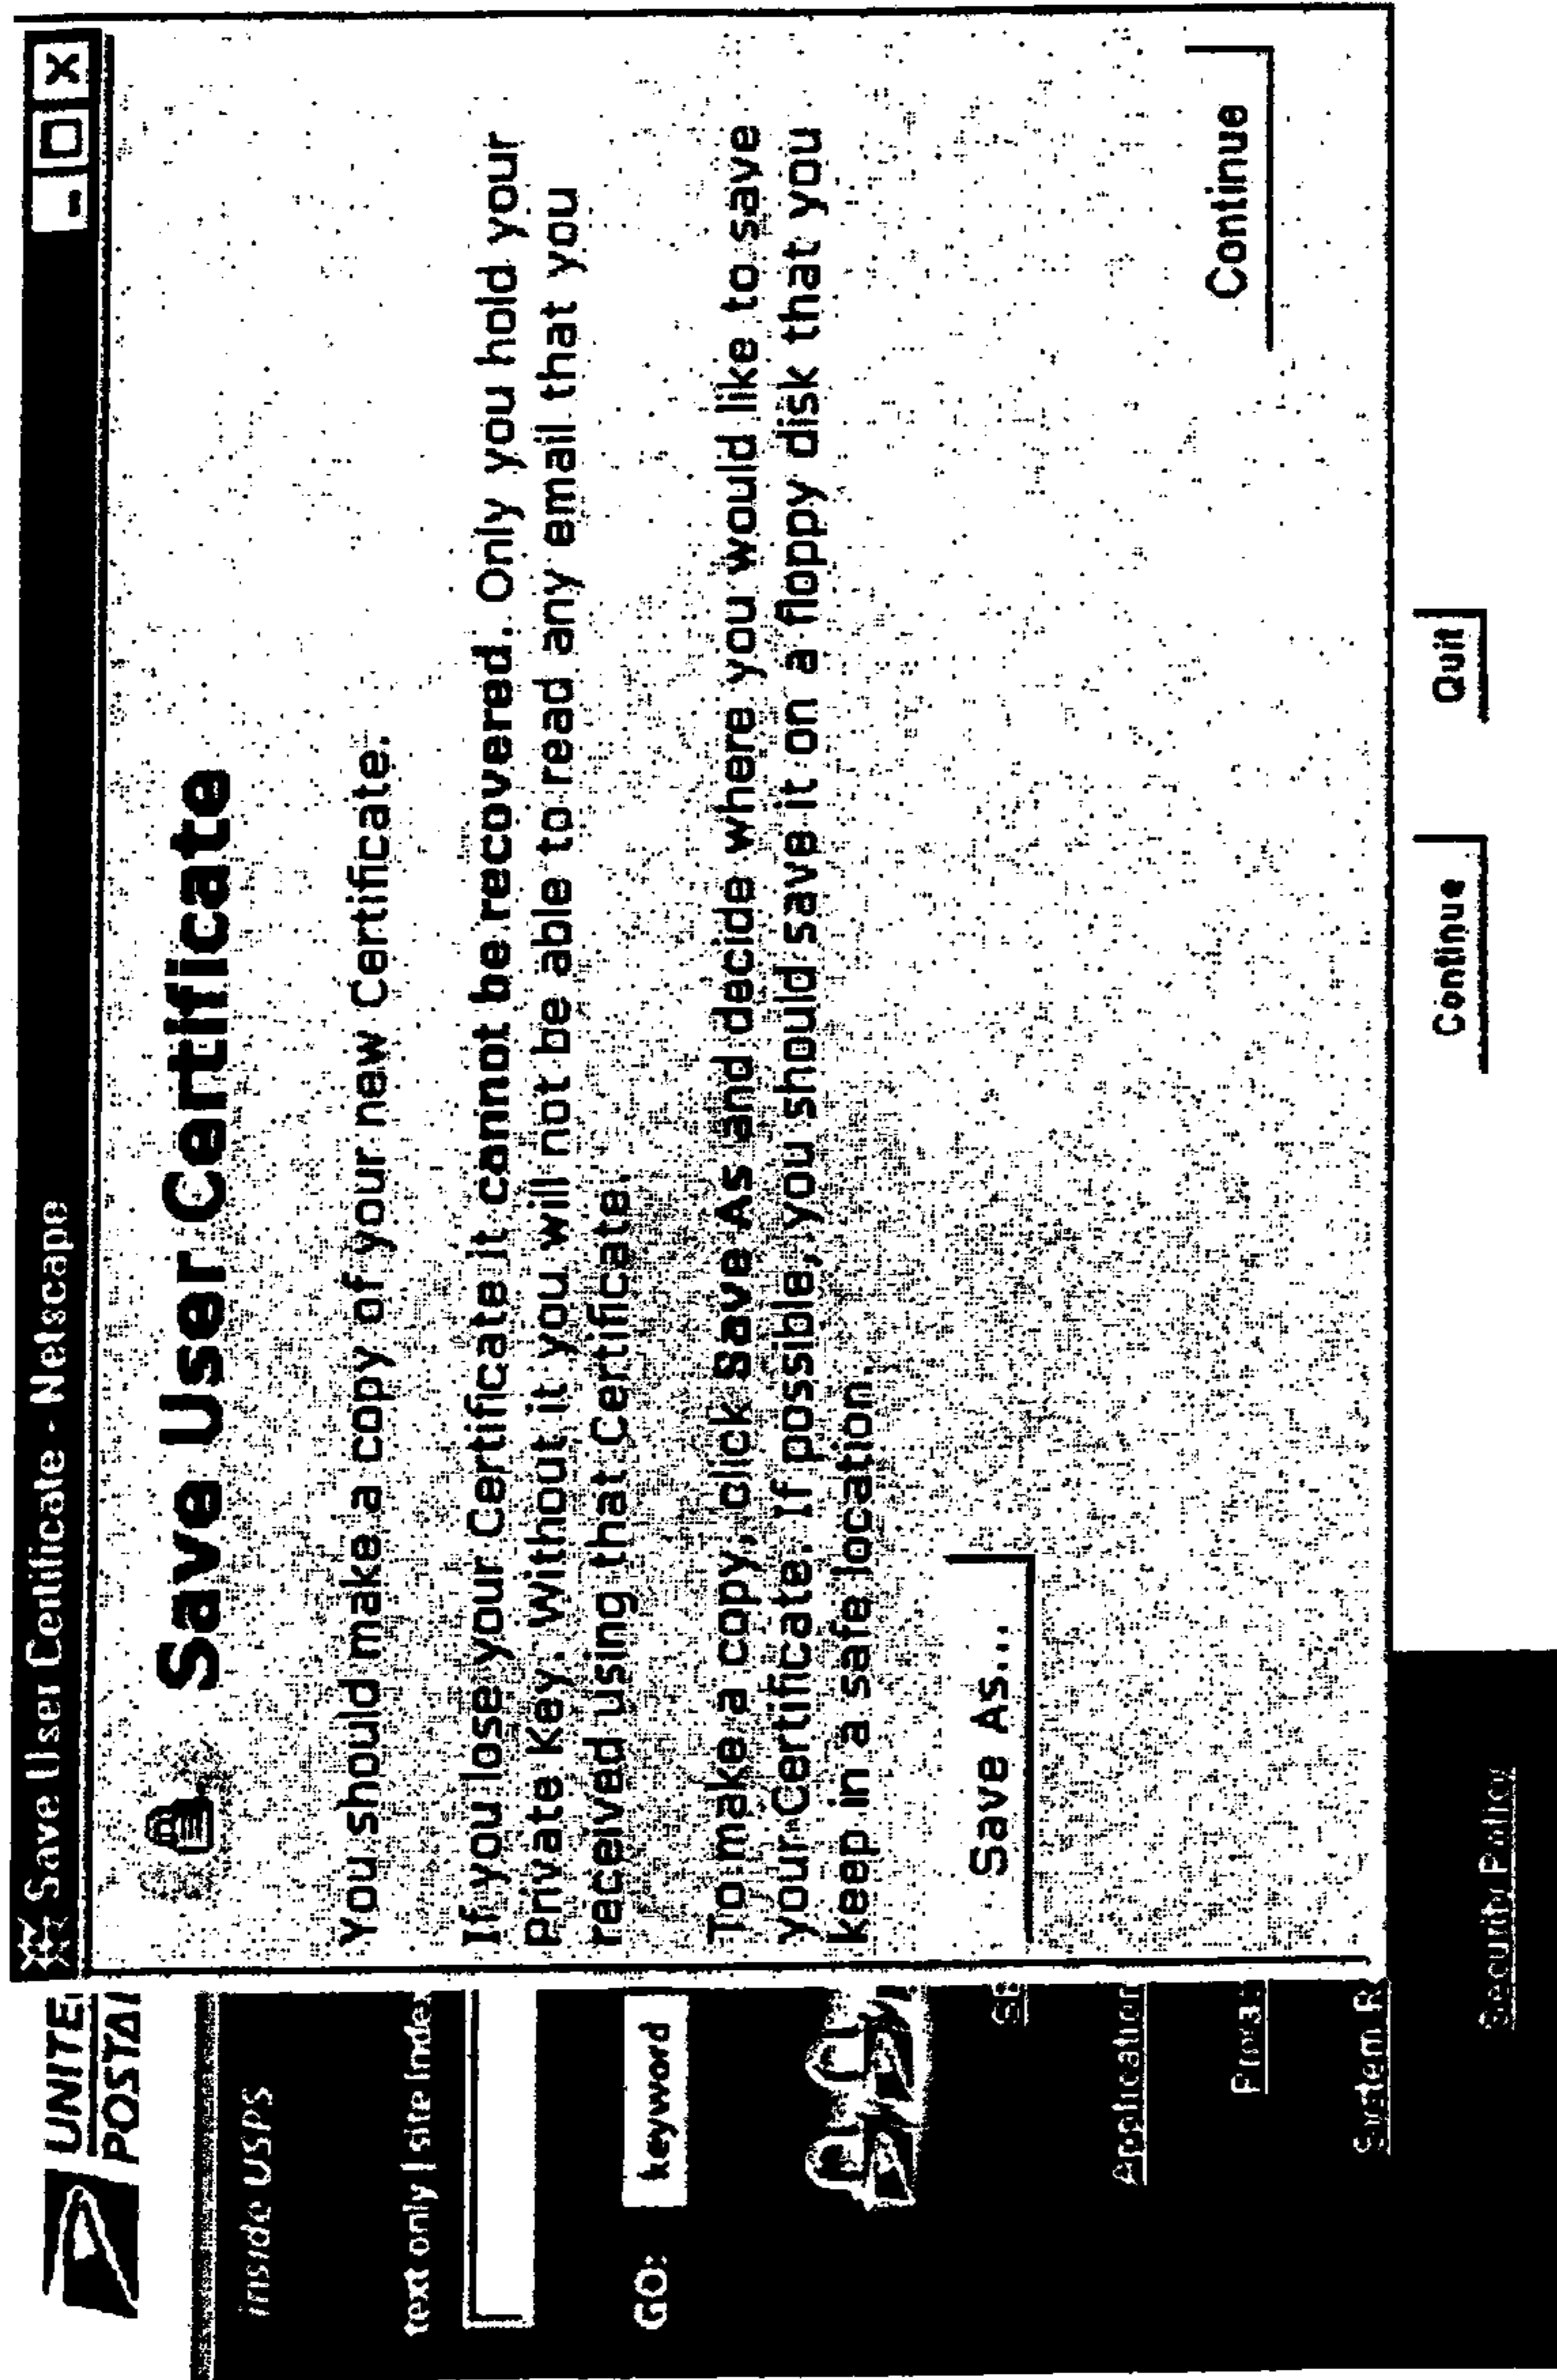 Save User Certificate - Netscape
Save User Certificate
You should make a copy of your new Certificate.
If you lose your Certificate it cannot be recovered. Only you hold your
Private Key. Without it you will not be able to read any email that you
received using that Certificate.
To make a copy, click Save As and decide where you would like to save
your Certificate. If possible, you should save it on a floppy disk that you
keep in a safe location.
Save As...
Continue
UNITE
POSTAL
inside USPS
text only | site index
GO: keyword
Application
System R
Security Policy
Continue
Quit